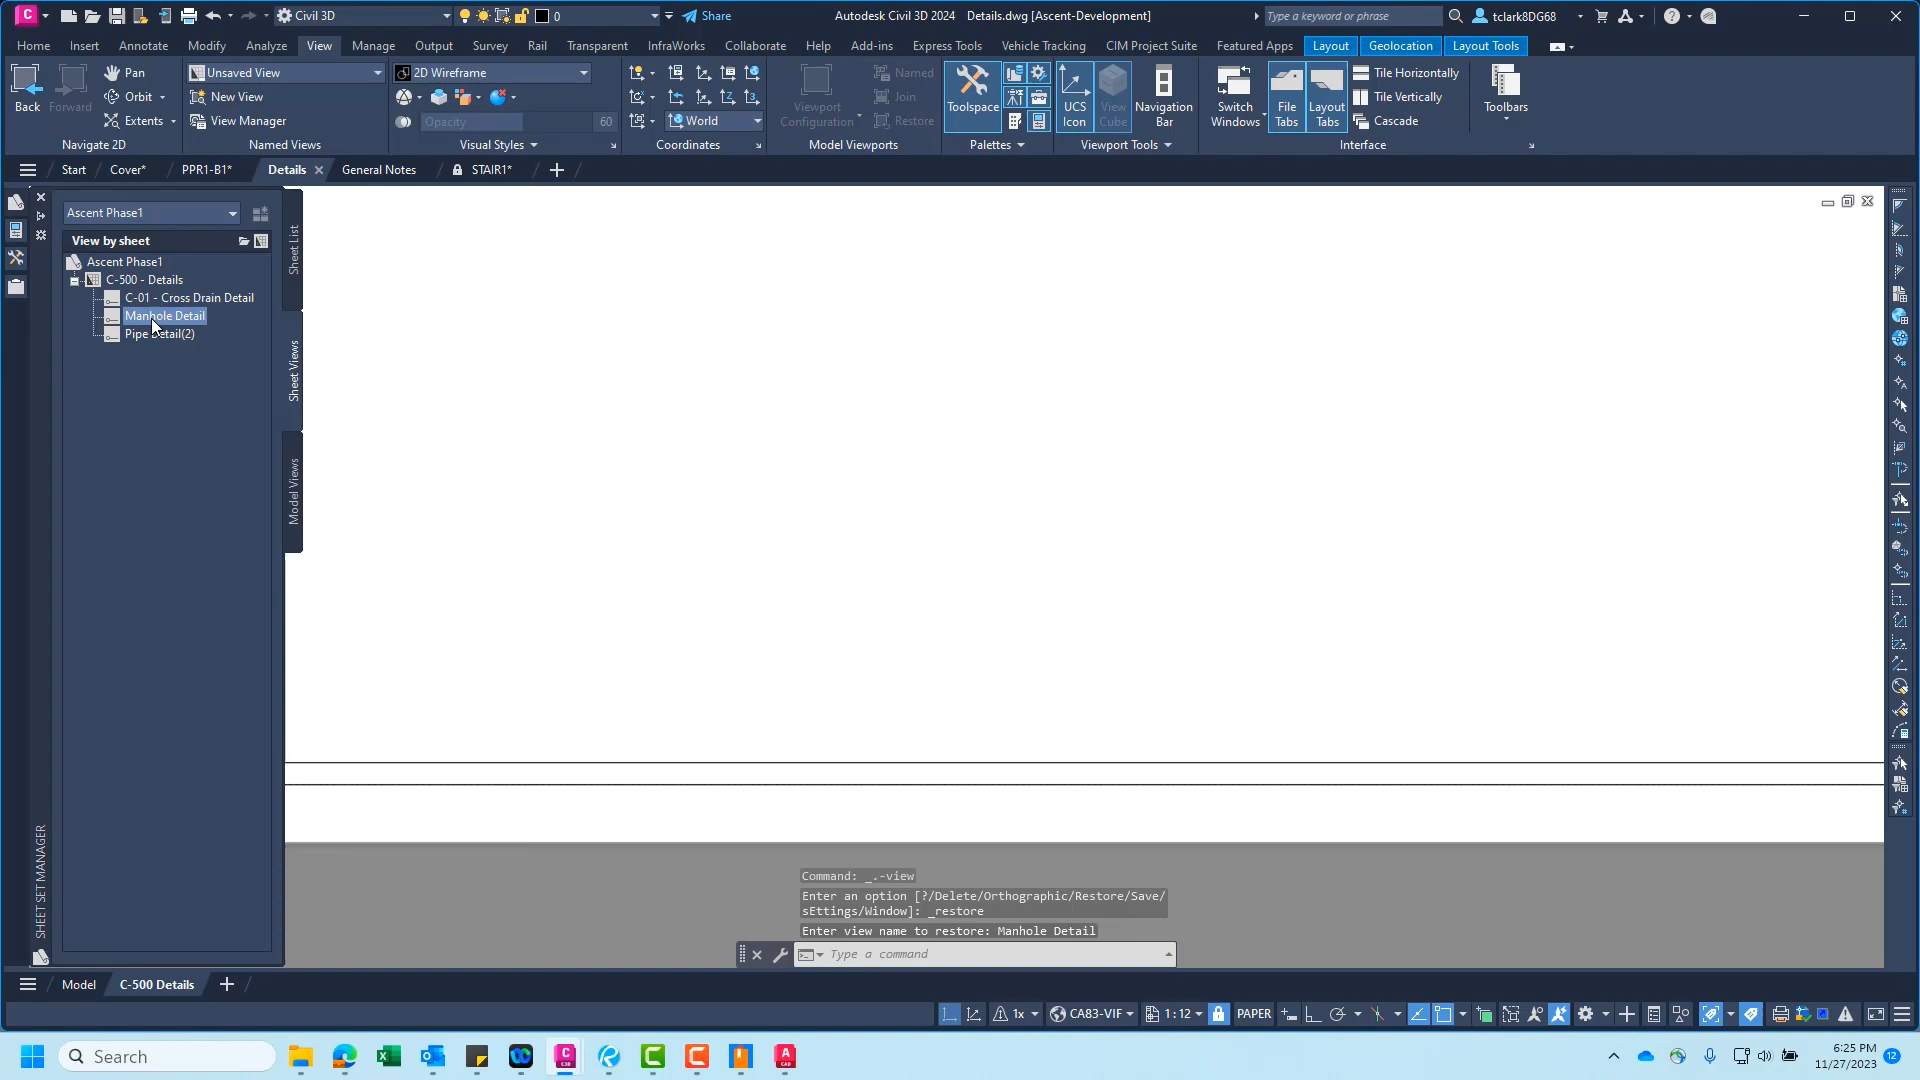 C
Civil 3D
0
Share
Autodesk Civil 3D 2024 Details.dwg [Ascent-Development]
Type a keyword or phrase
tclark8DG68
Home Insert Annotate Modify Analyze View Manage Output Survey Rail Transparent InfraWorks Collaborate Help Add-ins Express Tools Vehicle Tracking CIM Project Suite Featured Apps Layout Geolocation Layout Tools
Back
Forward
Pan
Orbit
Extents
Navigate 2D
Unsaved View
New View
View Manager
Named Views
2D Wireframe
Opacity 60
Visual Styles
World
Coordinates
Viewport
Configuration
Named
Join
Restore
Model Viewports
Toolspace
Palettes
UCS
Icon
View
Cube
Navigation
Bar
Viewport Tools
Switch
Windows
File
Tabs
Layout
Tabs
Tile Horizontally
Tile Vertically
Cascade
Interface
Toolbars
Start Cover* PPR1-B1* Details General Notes STAIR1*
Ascent Phase1
View by sheet
Ascent Phase1
C-500 - Details
C-01 - Cross Drain Detail
Manhole Detail
Pipe Detail(2)
Sheet List
Sheet Views
Model Views
SHEET SET MANAGER
Command: _.-view
Enter an option [?/Delete/Orthographic/Restore/Save/
sEttings/Window]: _restore
Enter view name to restore: Manhole Detail
Type a command
Model C-500 Details
1x
CA83-VIF
1:12
PAPER
Search
6:25 PM
11/27/2023
12